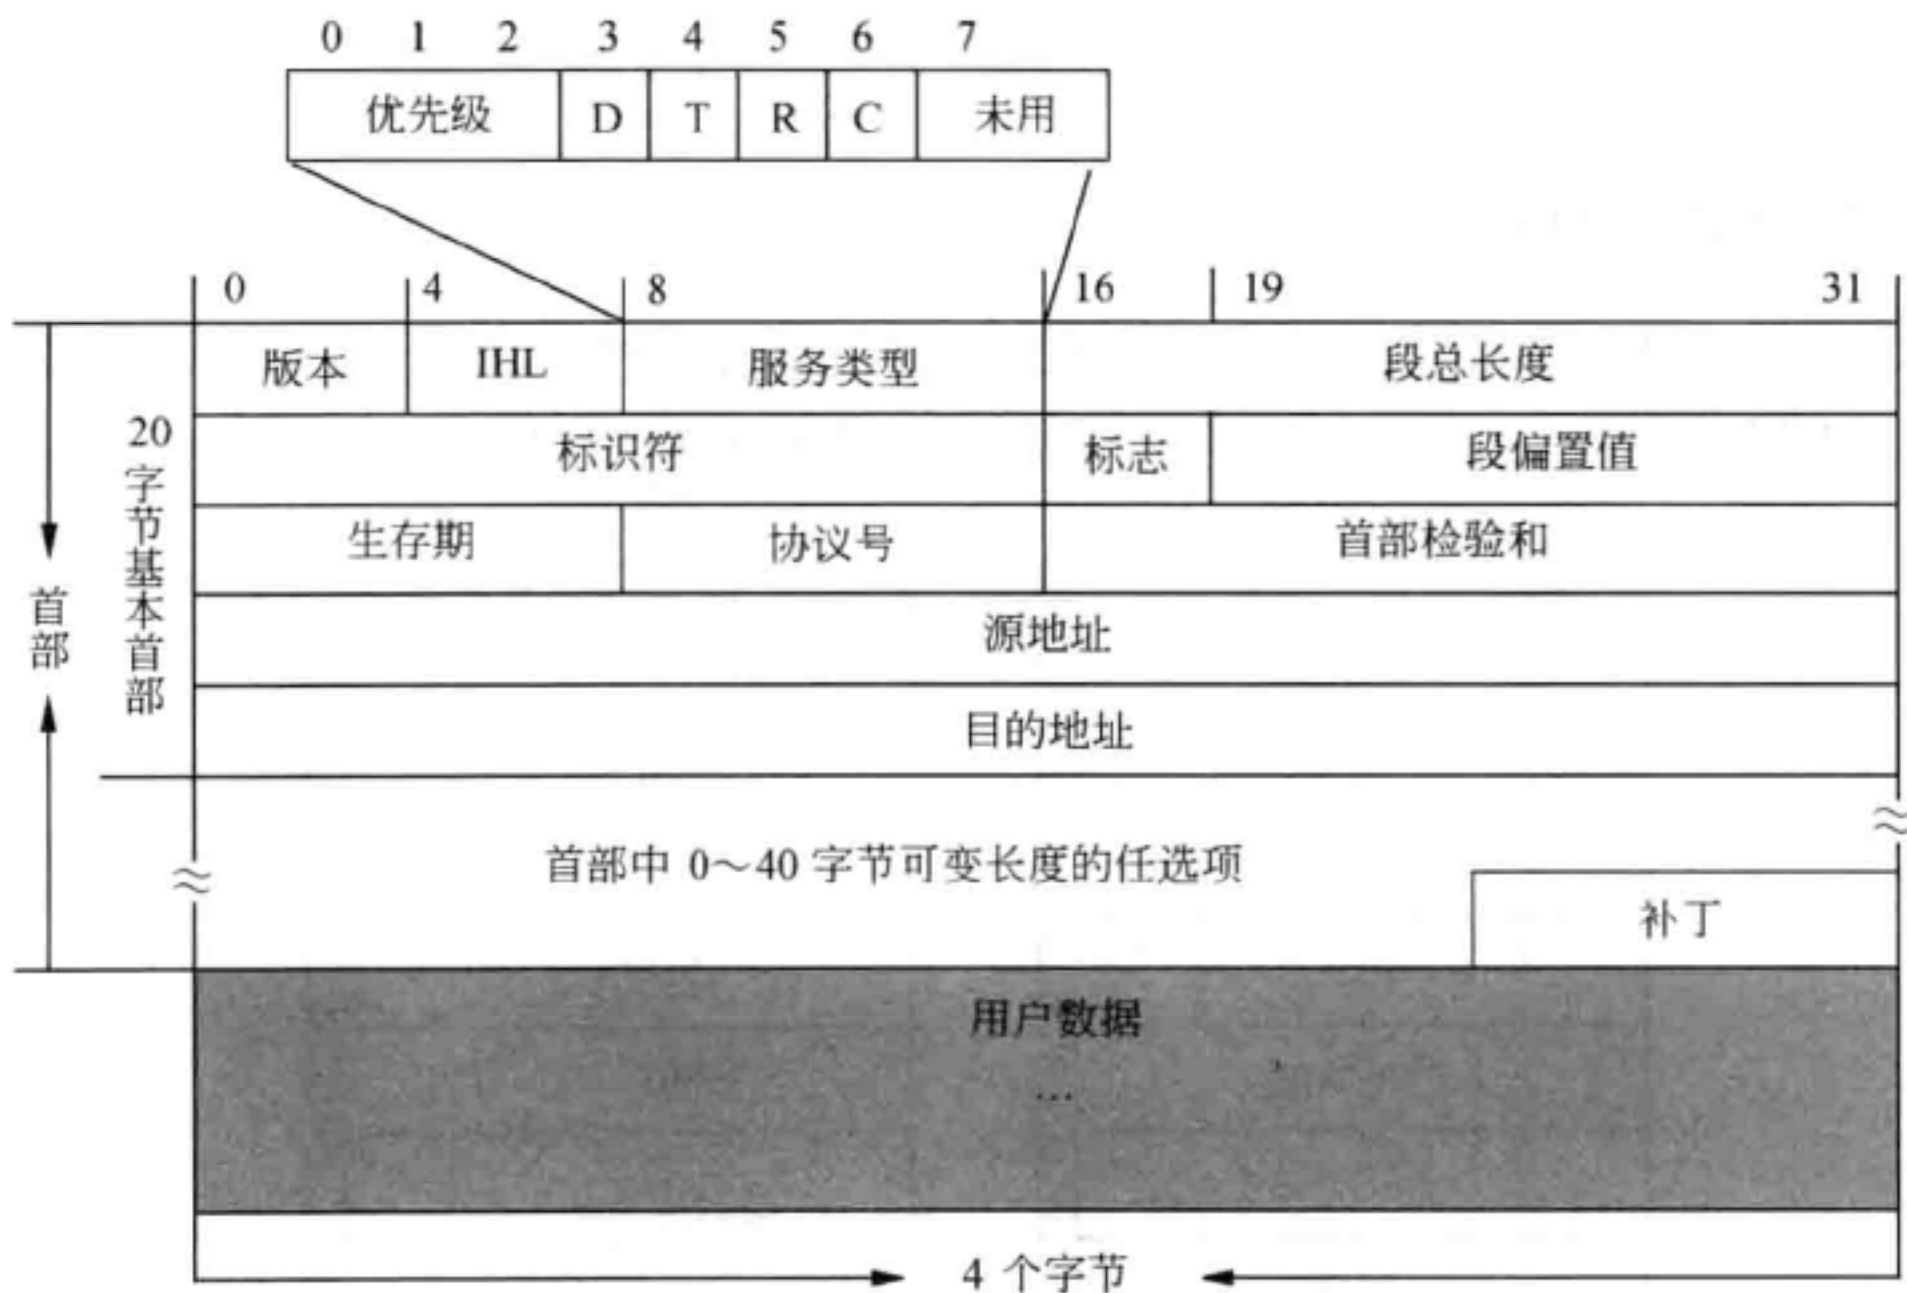 0 1 2 3 4 5 6 7
优先级 D T R C 未用
0 4 8 16 19 31
版本 IHL 服务类型 段总长度
标识符 标志 段偏置值
生存期 协议号 首部检验和
源地址
目的地址
首部
20字节基本首部
首部中 0～40 字节可变长度的任选项
补丁
用户数据
…
4 个字节